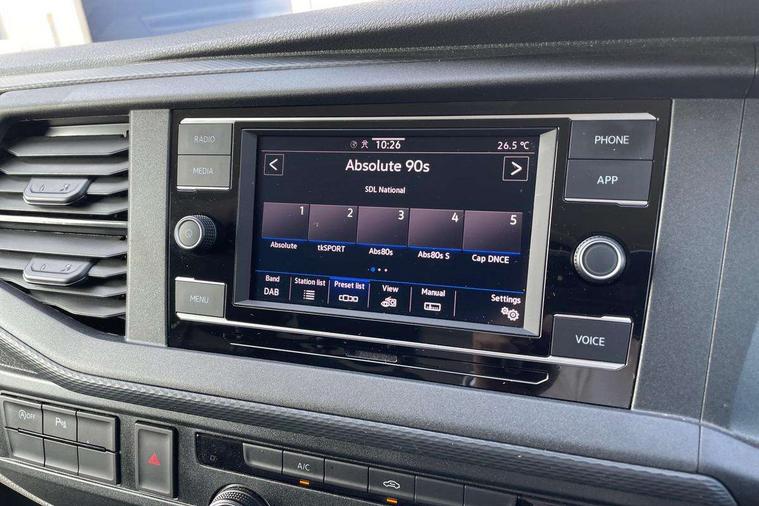 RADIO
MEDIA
MENU
10:26
26.5 °C
Absolute 90s
SDL National
1 2 3 4 5
Absolute tkSPORT Abs80s Abs80s S Cap DNCE
Band Station list Preset list View Manual Settings
DAB
PHONE
APP
VOICE
OFF
A/C